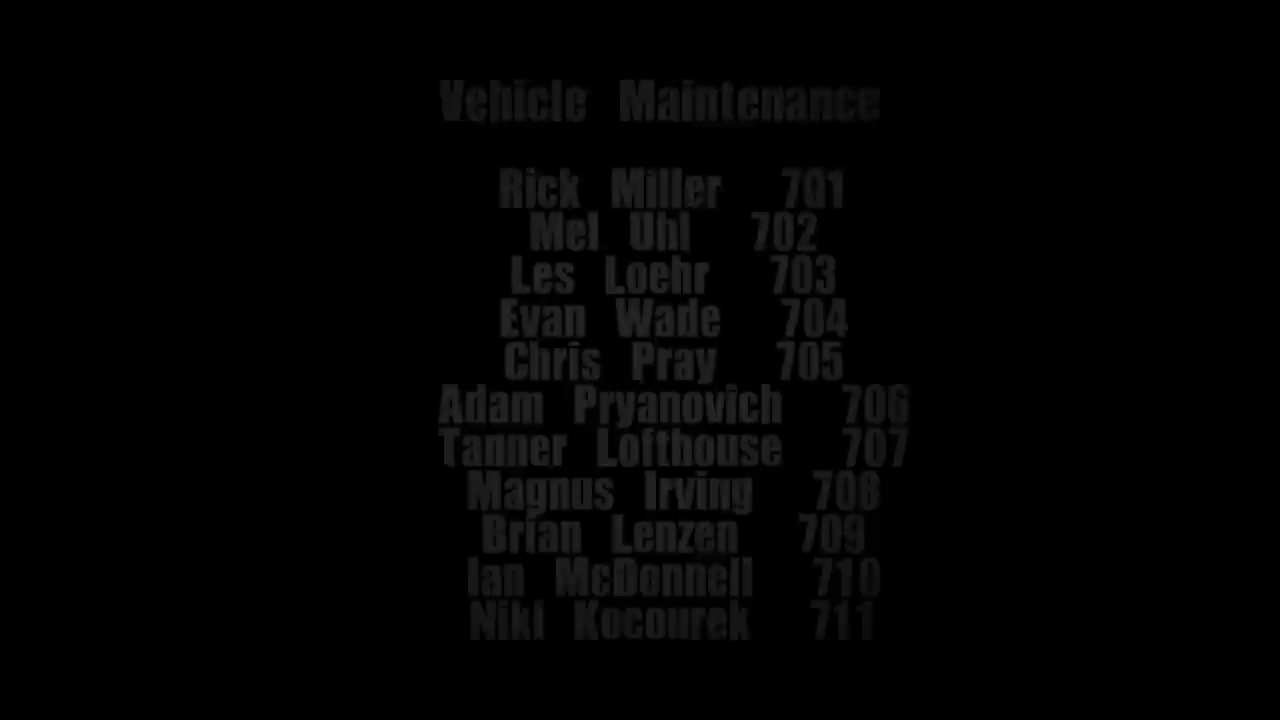 Vehicle Maintenance
Rick Miller 701
Mel Uhl 702
Les Loehr 703
Evan Wade 704
Chris Pray 705
Adam Pryanovich 706
Tanner Lofthouse 707
Magnus Irving 708
Brian Lenzen 709
Ian McDonnell 710
Niki Kocourek 711